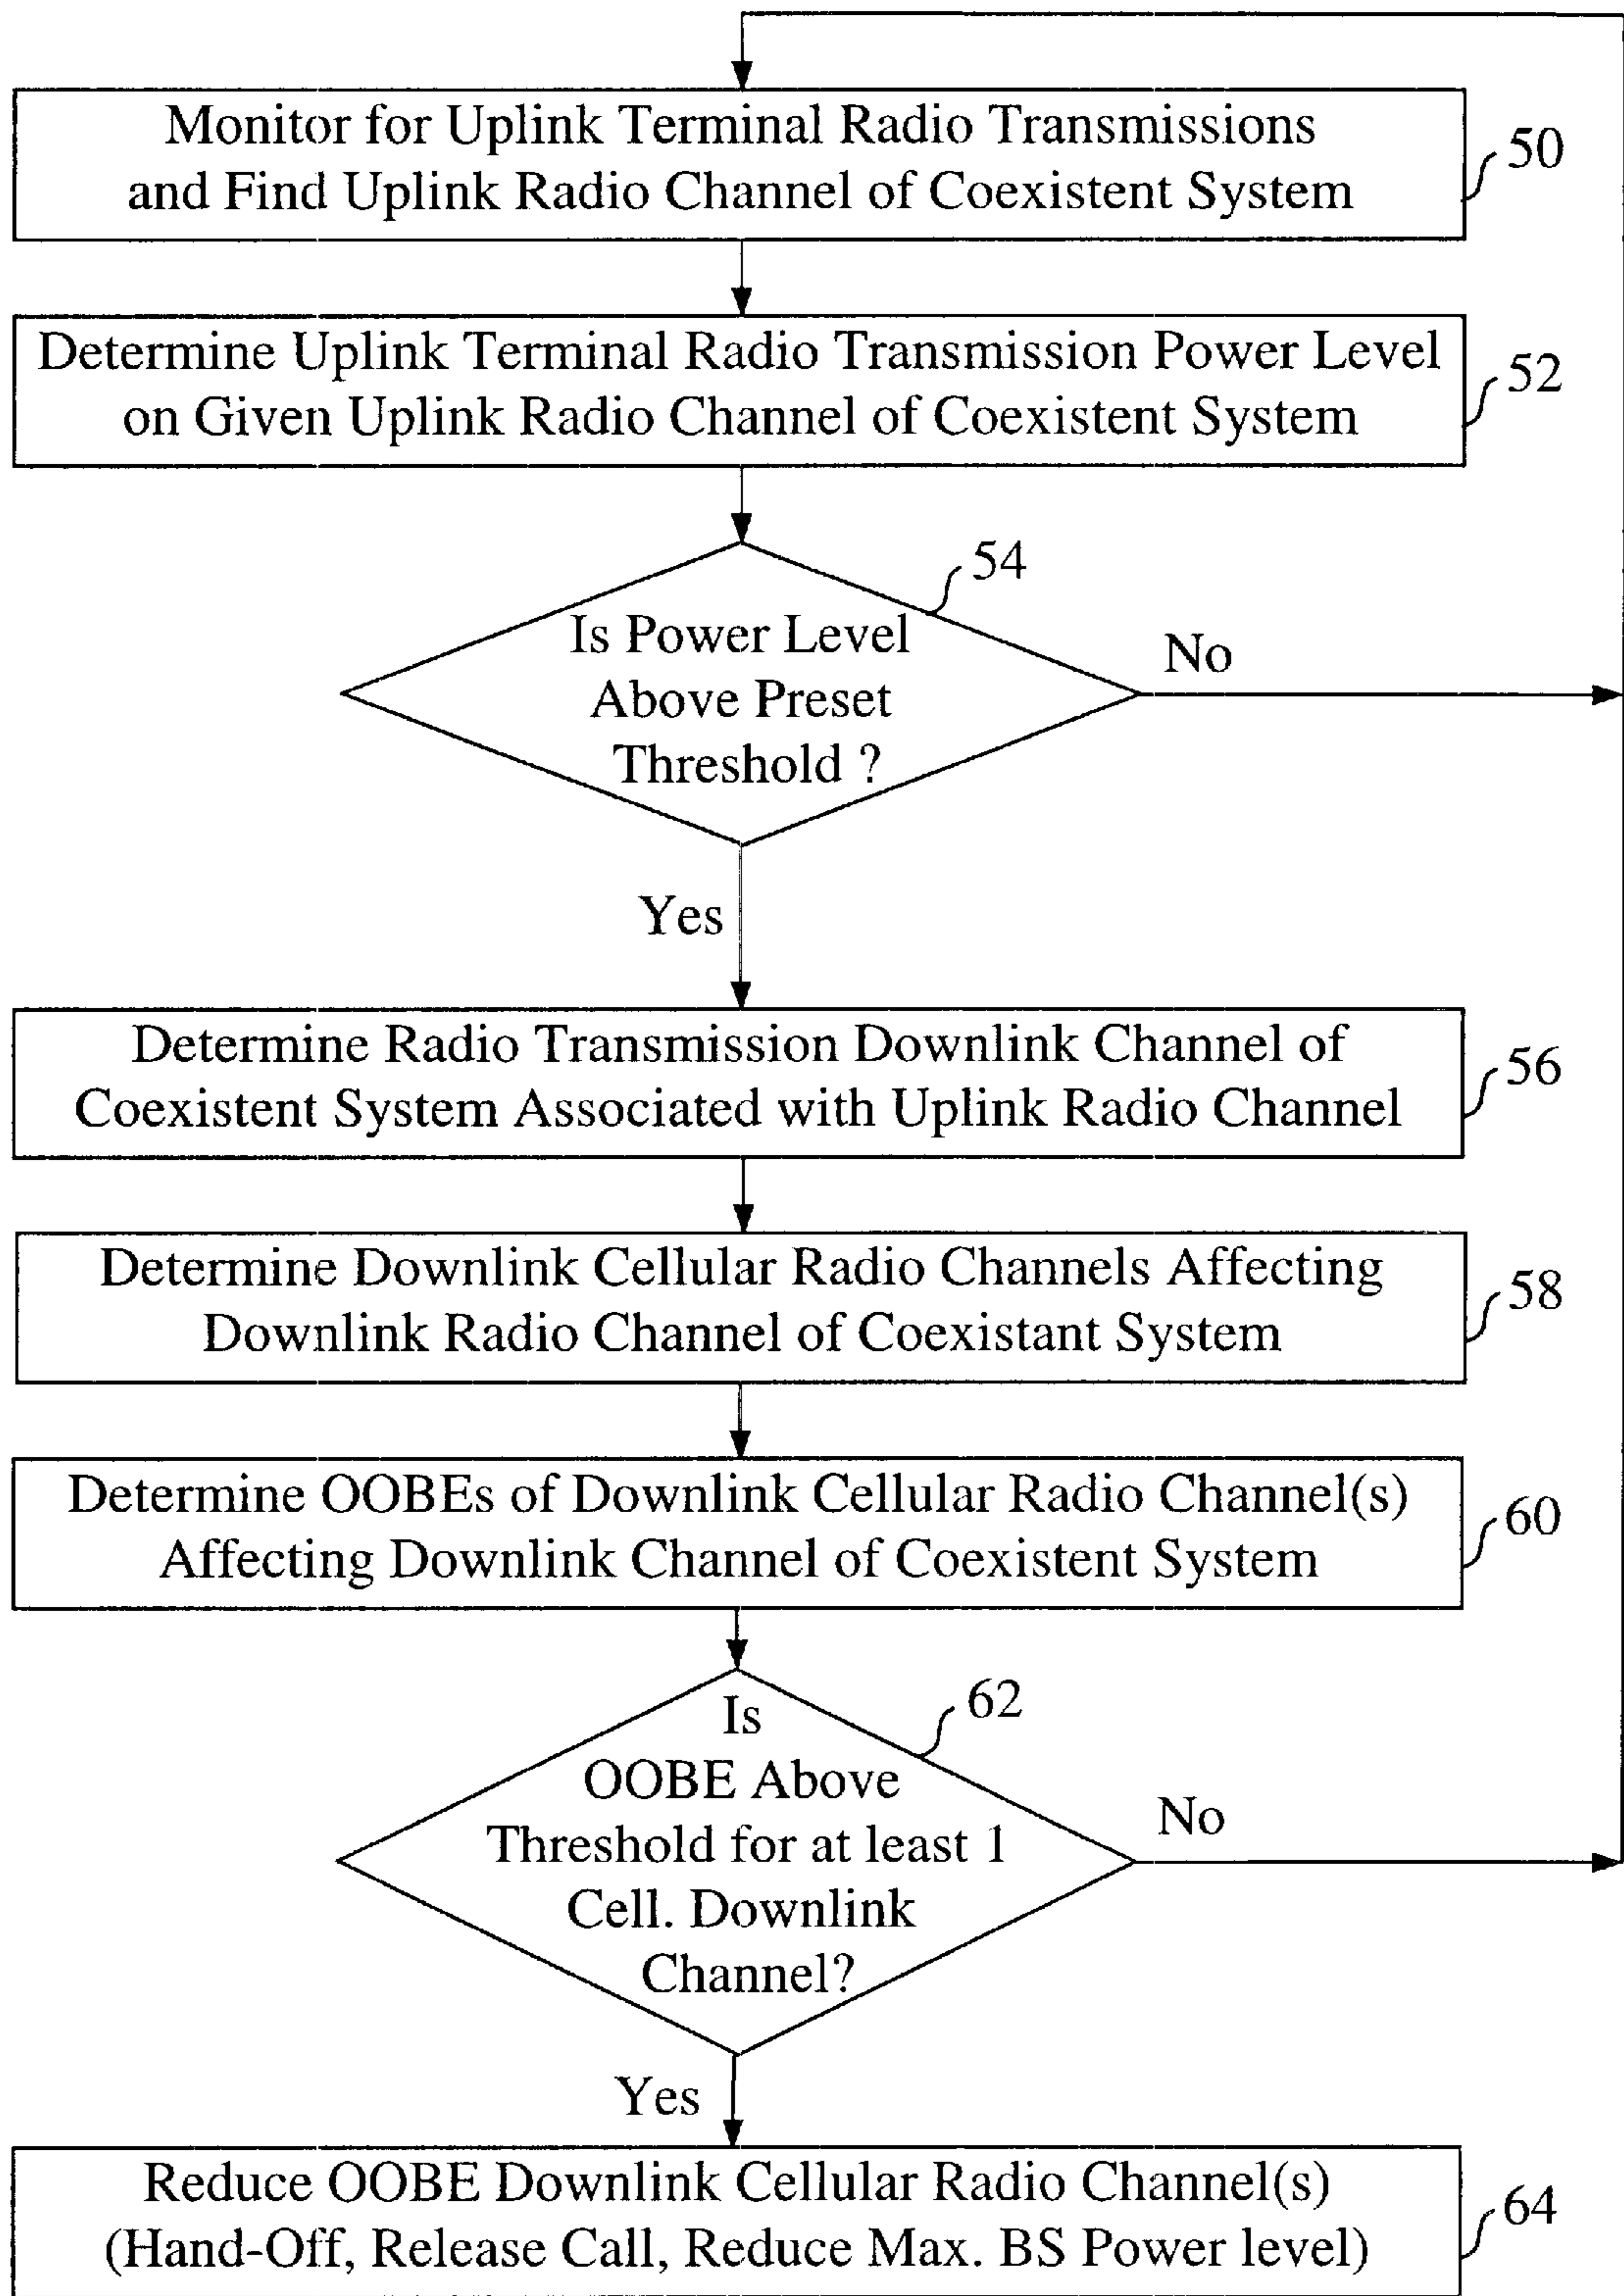 Monitor for Uplink Terminal Radio Transmissions
and Find Uplink Radio Channel of Coexistent System
50
Determine Uplink Terminal Radio Transmission Power Level
on Given Uplink Radio Channel of Coexistent System
52
54
Is Power Level
Above Preset
Threshold ?
No
Yes
Determine Radio Transmission Downlink Channel of
Coexistent System Associated with Uplink Radio Channel
56
Determine Downlink Cellular Radio Channels Affecting
Downlink Radio Channel of Coexistant System
58
Determine OOBEs of Downlink Cellular Radio Channel(s)
Affecting Downlink Channel of Coexistent System
60
62
Is
OOBE Above
Threshold for at least 1
Cell. Downlink
Channel?
No
Yes
Reduce OOBE Downlink Cellular Radio Channel(s)
(Hand-Off, Release Call, Reduce Max. BS Power level)
64